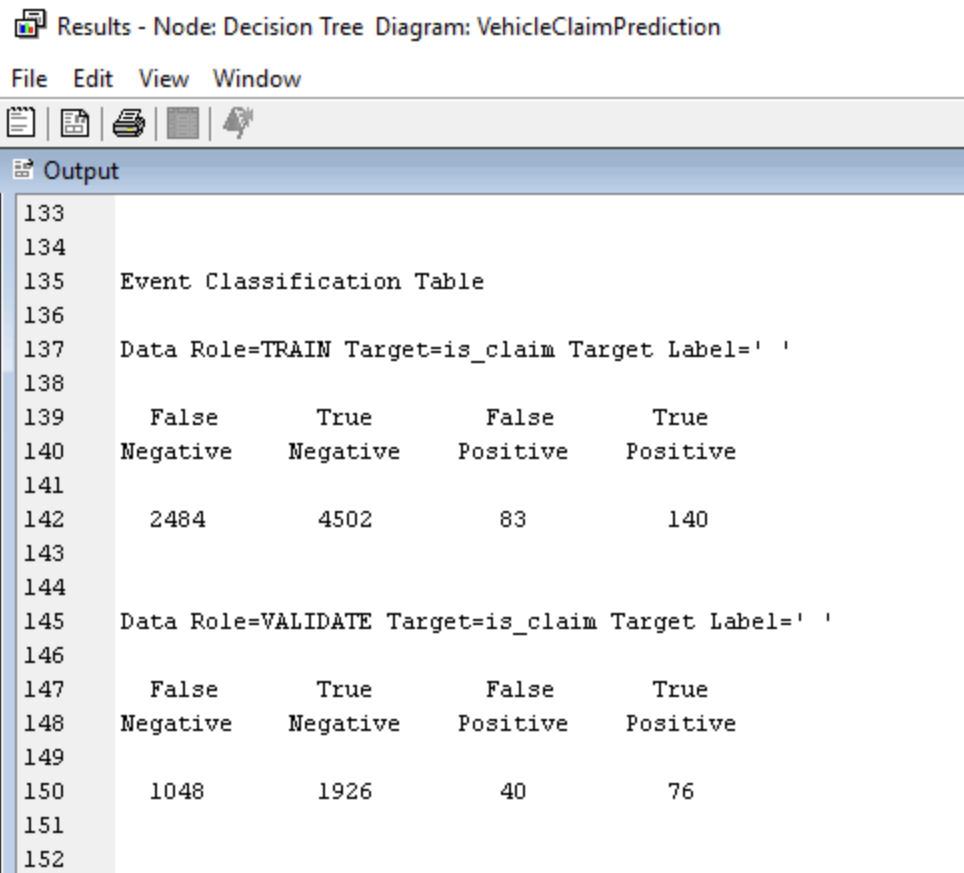 Results - Node: Decision Tree Diagram: VehicleClaimPrediction
File Edit View Window
Output
133
134
135 Event Classification Table
136
137 Data Role=TRAIN Target=is_claim Target Label=' '
138
139 False True False True
140 Negative Negative Positive Positive
141
142 2484 4502 83 140
143
144
145 Data Role=VALIDATE Target=is_claim Target Label=' '
146
147 False True False True
148 Negative Negative Positive Positive
149
150 1048 1926 40 76
151
152